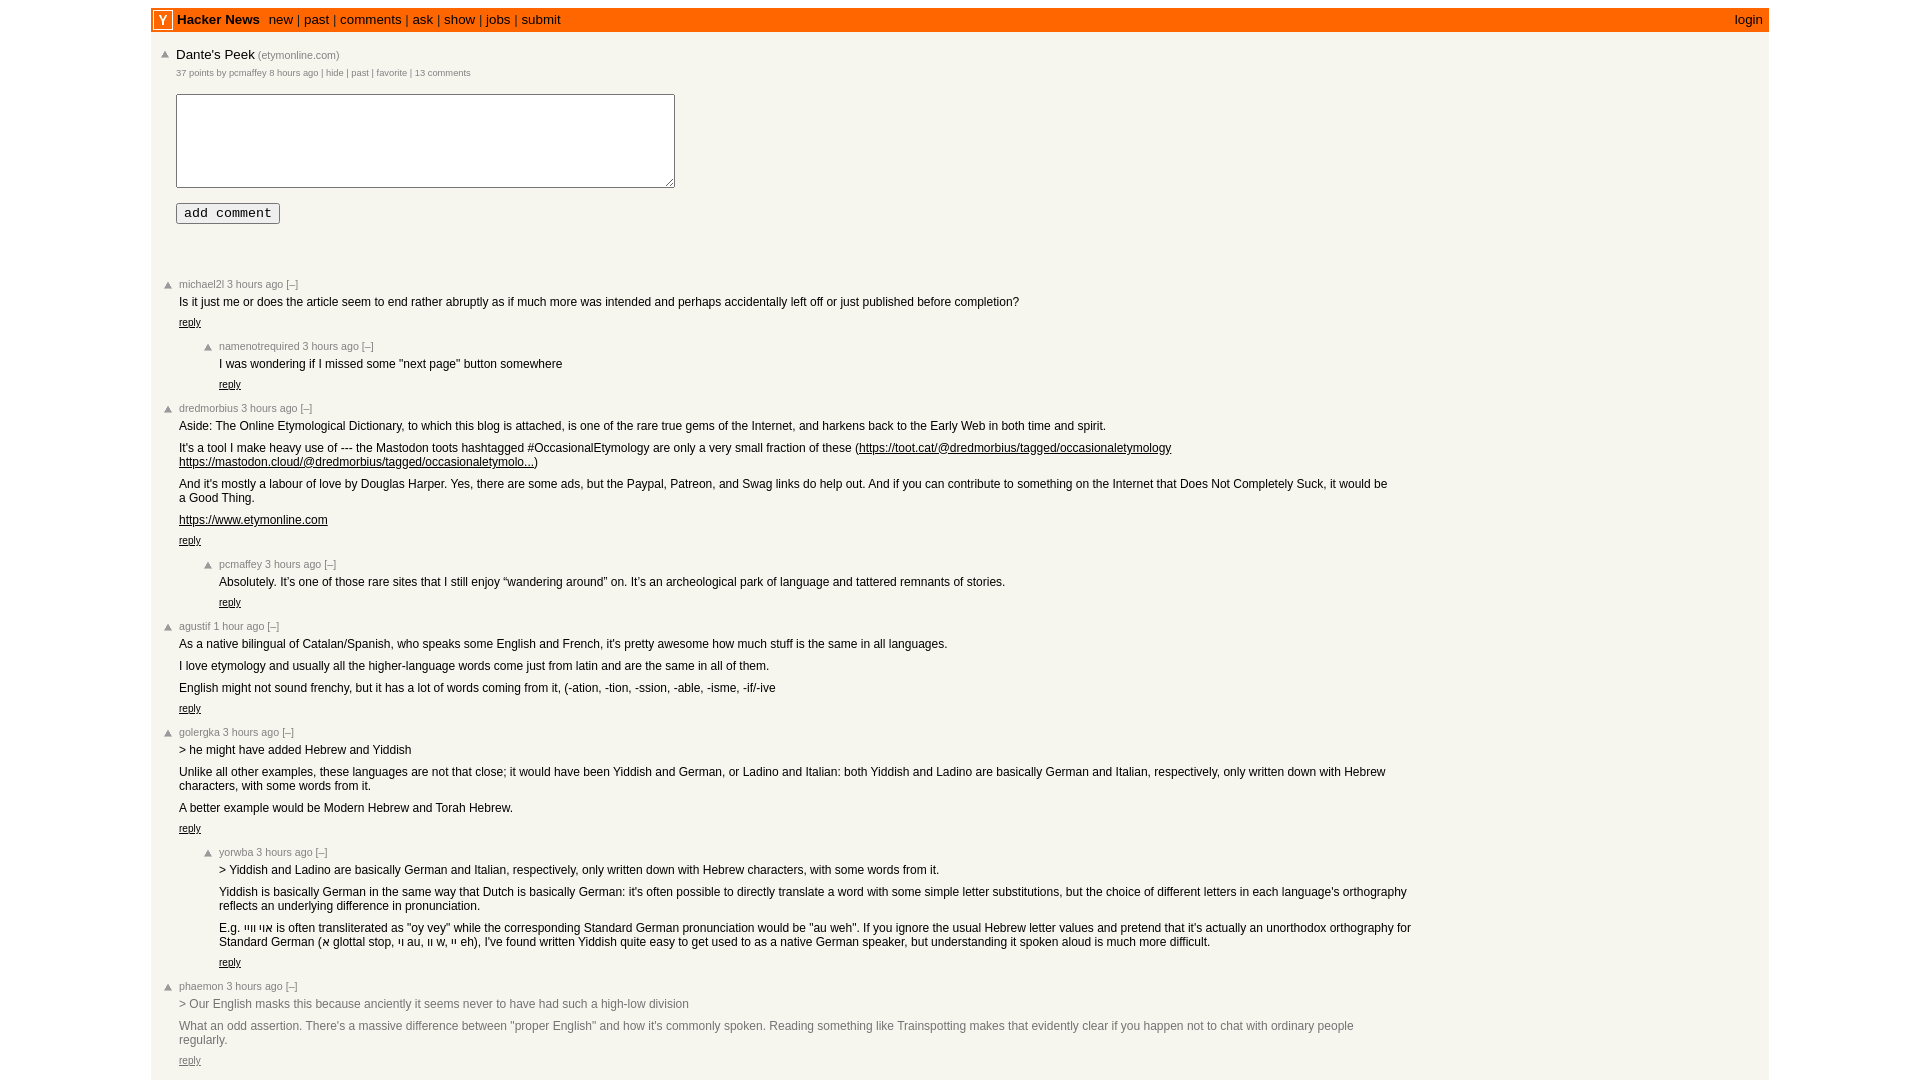 Y Hacker News new | past | comments | ask | show | jobs | submit login
Dante's Peek (etymonline.com)
37 points by pcmaffey 8 hours ago | hide | past | favorite | 13 comments
add comment
michael2l 3 hours ago [–]
Is it just me or does the article seem to end rather abruptly as if much more was intended and perhaps accidentally left off or just published before completion?
reply
namenotrequired 3 hours ago [–]
I was wondering if I missed some "next page" button somewhere
reply
dredmorbius 3 hours ago [–]
Aside: The Online Etymological Dictionary, to which this blog is attached, is one of the rare true gems of the Internet, and harkens back to the Early Web in both time and spirit.
It's a tool I make heavy use of --- the Mastodon toots hashtagged #OccasionalEtymology are only a very small fraction of these (https://toot.cat/@dredmorbius/tagged/occasionaletymology
https://mastodon.cloud/@dredmorbius/tagged/occasionaletymolo...)
And it's mostly a labour of love by Douglas Harper. Yes, there are some ads, but the Paypal, Patreon, and Swag links do help out. And if you can contribute to something on the Internet that Does Not Completely Suck, it would be
a Good Thing.
https://www.etymonline.com
reply
pcmaffey 3 hours ago [–]
Absolutely. It’s one of those rare sites that I still enjoy “wandering around” on. It’s an archeological park of language and tattered remnants of stories.
reply
agustif 1 hour ago [–]
As a native bilingual of Catalan/Spanish, who speaks some English and French, it's pretty awesome how much stuff is the same in all languages.
I love etymology and usually all the higher-language words come just from latin and are the same in all of them.
English might not sound frenchy, but it has a lot of words coming from it, (-ation, -tion, -ssion, -able, -isme, -if/-ive
reply
golergka 3 hours ago [–]
> he might have added Hebrew and Yiddish
Unlike all other examples, these languages are not that close; it would have been Yiddish and German, or Ladino and Italian: both Yiddish and Ladino are basically German and Italian, respectively, only written down with Hebrew
characters, with some words from it.
A better example would be Modern Hebrew and Torah Hebrew.
reply
yorwba 3 hours ago [–]
> Yiddish and Ladino are basically German and Italian, respectively, only written down with Hebrew characters, with some words from it.
Yiddish is basically German in the same way that Dutch is basically German: it's often possible to directly translate a word with some simple letter substitutions, but the choice of different letters in each language's orthography
reflects an underlying difference in pronunciation.
E.g. אוי ווײ is often transliterated as "oy vey" while the corresponding Standard German pronunciation would be "au weh". If you ignore the usual Hebrew letter values and pretend that it's actually an unorthodox orthography for
Standard German (א glottal stop, וי au, וו w, ײ eh), I've found written Yiddish quite easy to get used to as a native German speaker, but understanding it spoken aloud is much more difficult.
reply
phaemon 3 hours ago [–]
> Our English masks this because anciently it seems never to have had such a high-low division
What an odd assertion. There's a massive difference between "proper English" and how it's commonly spoken. Reading something like Trainspotting makes that evidently clear if you happen not to chat with ordinary people
regularly.
reply